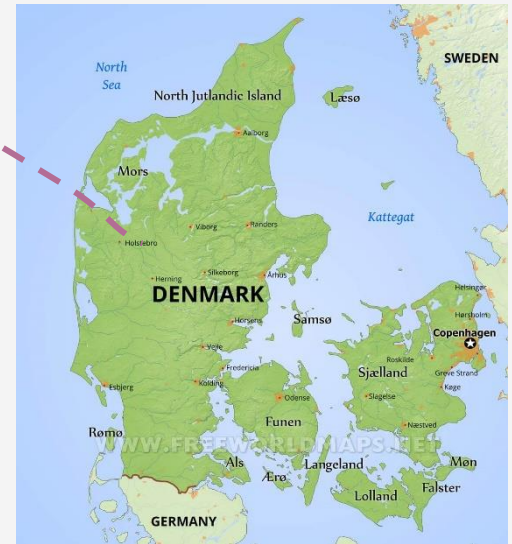 SWEDEN
North
Sea
North Jutlandic Island
Læsø
Aalborg
Mors
Kattegat
Viborg
Randers
Holstebro
Silkeborg
Århus
Herning
DENMARK
Helsingør
Horsens
Samsø
Hørsholm
Copenhagen
Vejle
Roskilde
Fredericia
Sjælland
Greve Strand
Esbjerg
Kolding
Køge
Odense
Slagelse
Funen
Næstved
Rømø
WWW.FREEWORLDMAPS.NET
Als
Langeland
Møn
Ærø
Falster
Lolland
GERMANY